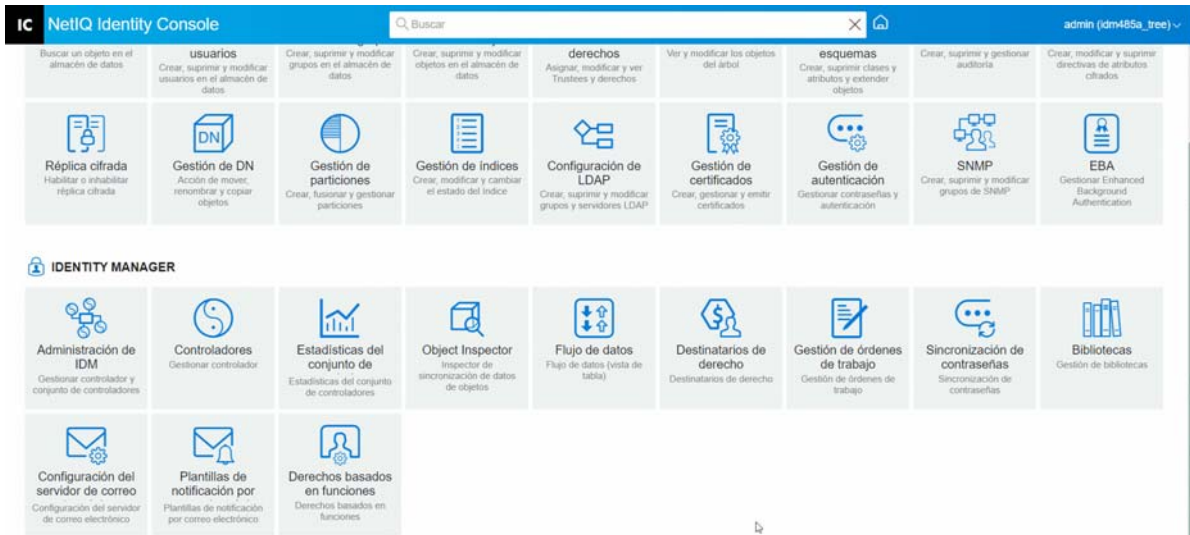 IC NetIQ Identity Console
Buscar
admin (idm485a_tree)
usuarios
derechos
esquemas
Buscar un objeto en el
almacén de datos
Crear, suprimir y modificar
usuarios en el almacén de
datos
Crear, suprimir y modificar
grupos en el almacén de
datos
Crear, suprimir y modificar
objetos en el almacén de
datos
Asignar, modificar y ver
Trustees y derechos
Ver y modificar los objetos
del árbol
Crear, suprimir clases y
atributos y extender
objetos
Crear, suprimir y gestionar
auditoría
Crear, modificar y suprimir
directivas de atributos
cifrados
Réplica cifrada
Habilitar o inhabilitar
réplica cifrada
DN
Gestión de DN
Acción de mover,
renombrar y copiar
objetos
Gestión de
particiones
Crear, fusionar y gestionar
particiones
Gestión de índices
Crear, modificar y cambiar
el estado del índice
Configuración de
LDAP
Crear, suprimir y modificar
grupos y servidores LDAP
Gestión de
certificados
Crear, gestionar y emitir
certificados
Gestión de
autenticación
Gestionar contraseñas y
autenticación
SNMP
Crear, suprimir y modificar
grupos de SNMP
EBA
Gestionar Enhanced
Background
Authentication
IDENTITY MANAGER
Administración de
IDM
Gestionar controlador y
conjunto de controladores
Controladores
Gestionar controlador
Estadísticas del
conjunto de
Estadísticas del conjunto
de controladores
Object Inspector
Inspector de
sincronización de datos
de objetos
Flujo de datos
Flujo de datos (vista de
tabla)
Destinatarios de
derecho
Destinatarios de derecho
Gestión de órdenes
de trabajo
Gestión de órdenes de
trabajo
Sincronización de
contraseñas
Sincronización de
contraseñas
Bibliotecas
Gestión de bibliotecas
Configuración del
servidor de correo
Configuración del servidor
de correo electrónico
Plantillas de
notificación por
Plantillas de notificación
por correo electrónico
Derechos basados
en funciones
Derechos basados en
funciones